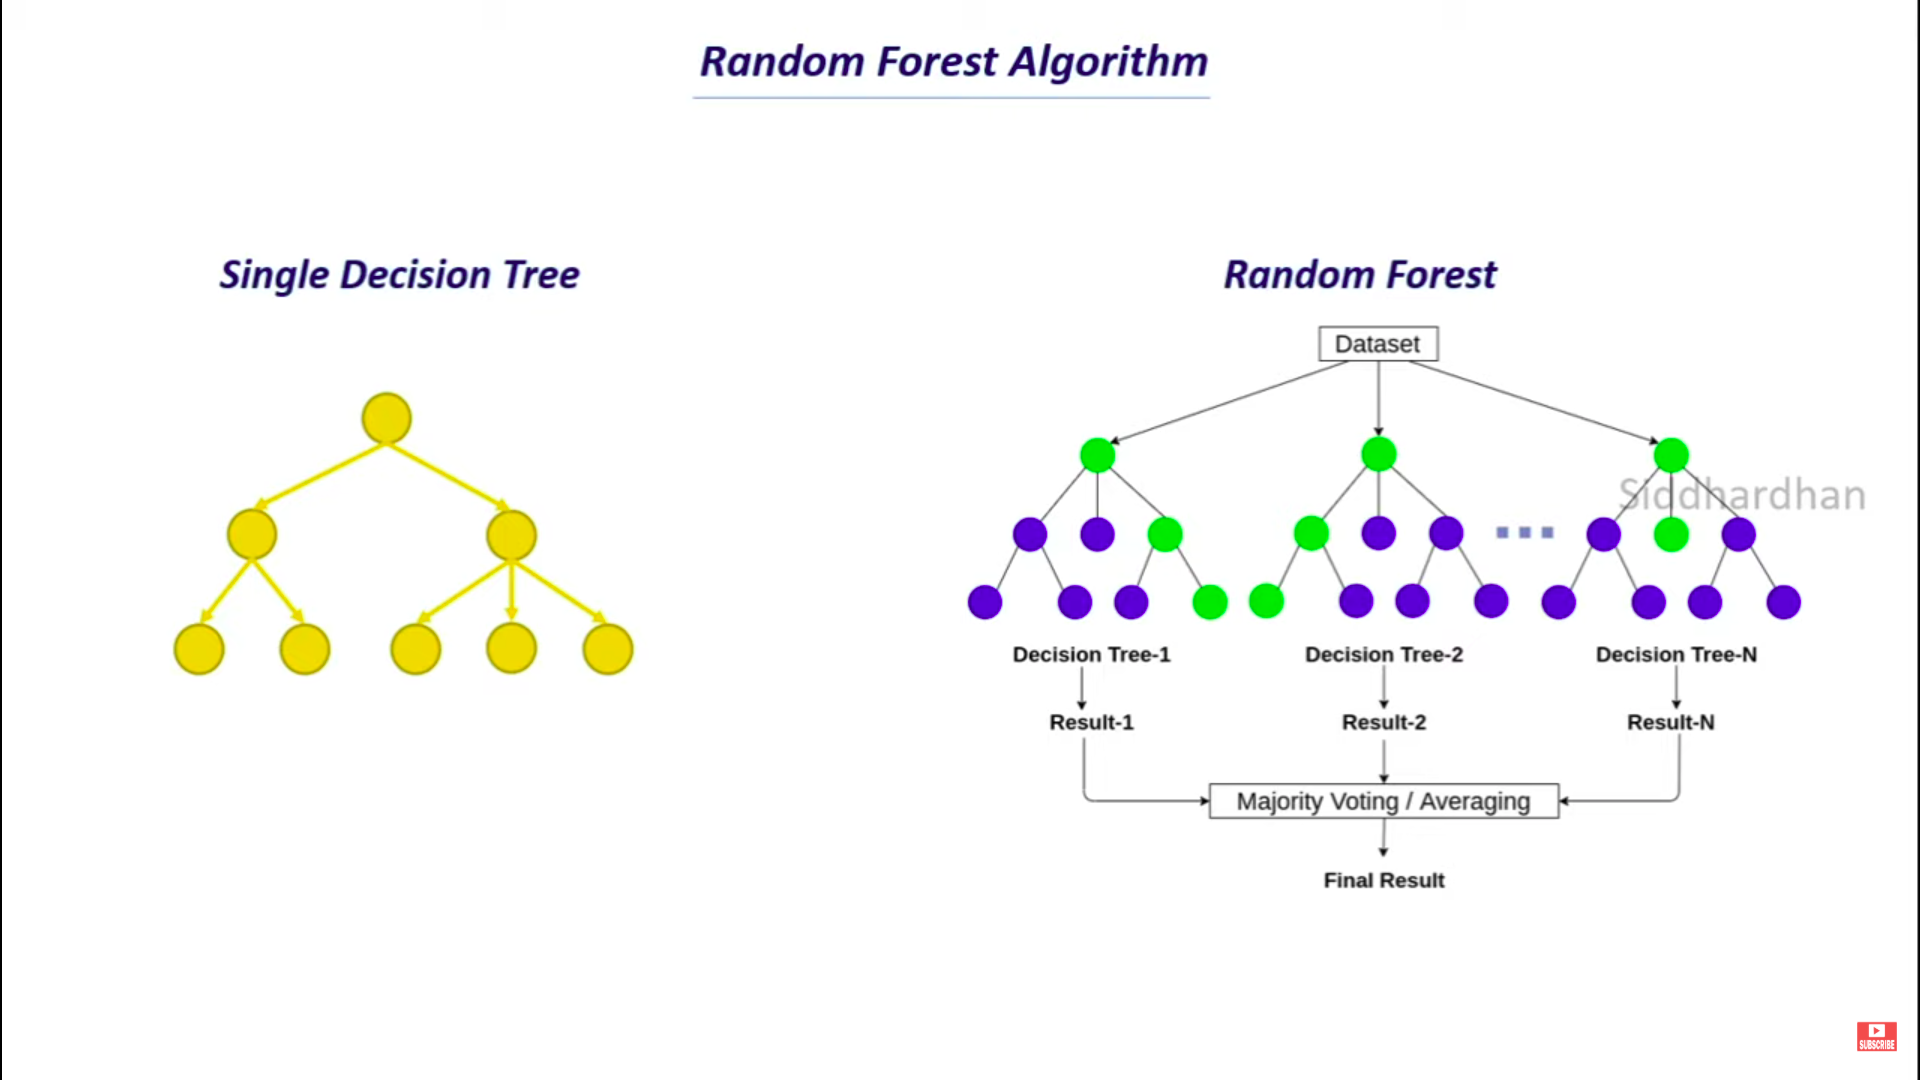 Random Forest Algorithm
Single Decision Tree
Random Forest
Dataset
Siddhardhan
Decision Tree-1
Decision Tree-2
Decision Tree-N
Result-1
Result-2
Result-N
Majority Voting / Averaging
Final Result
SUBSCRIBE